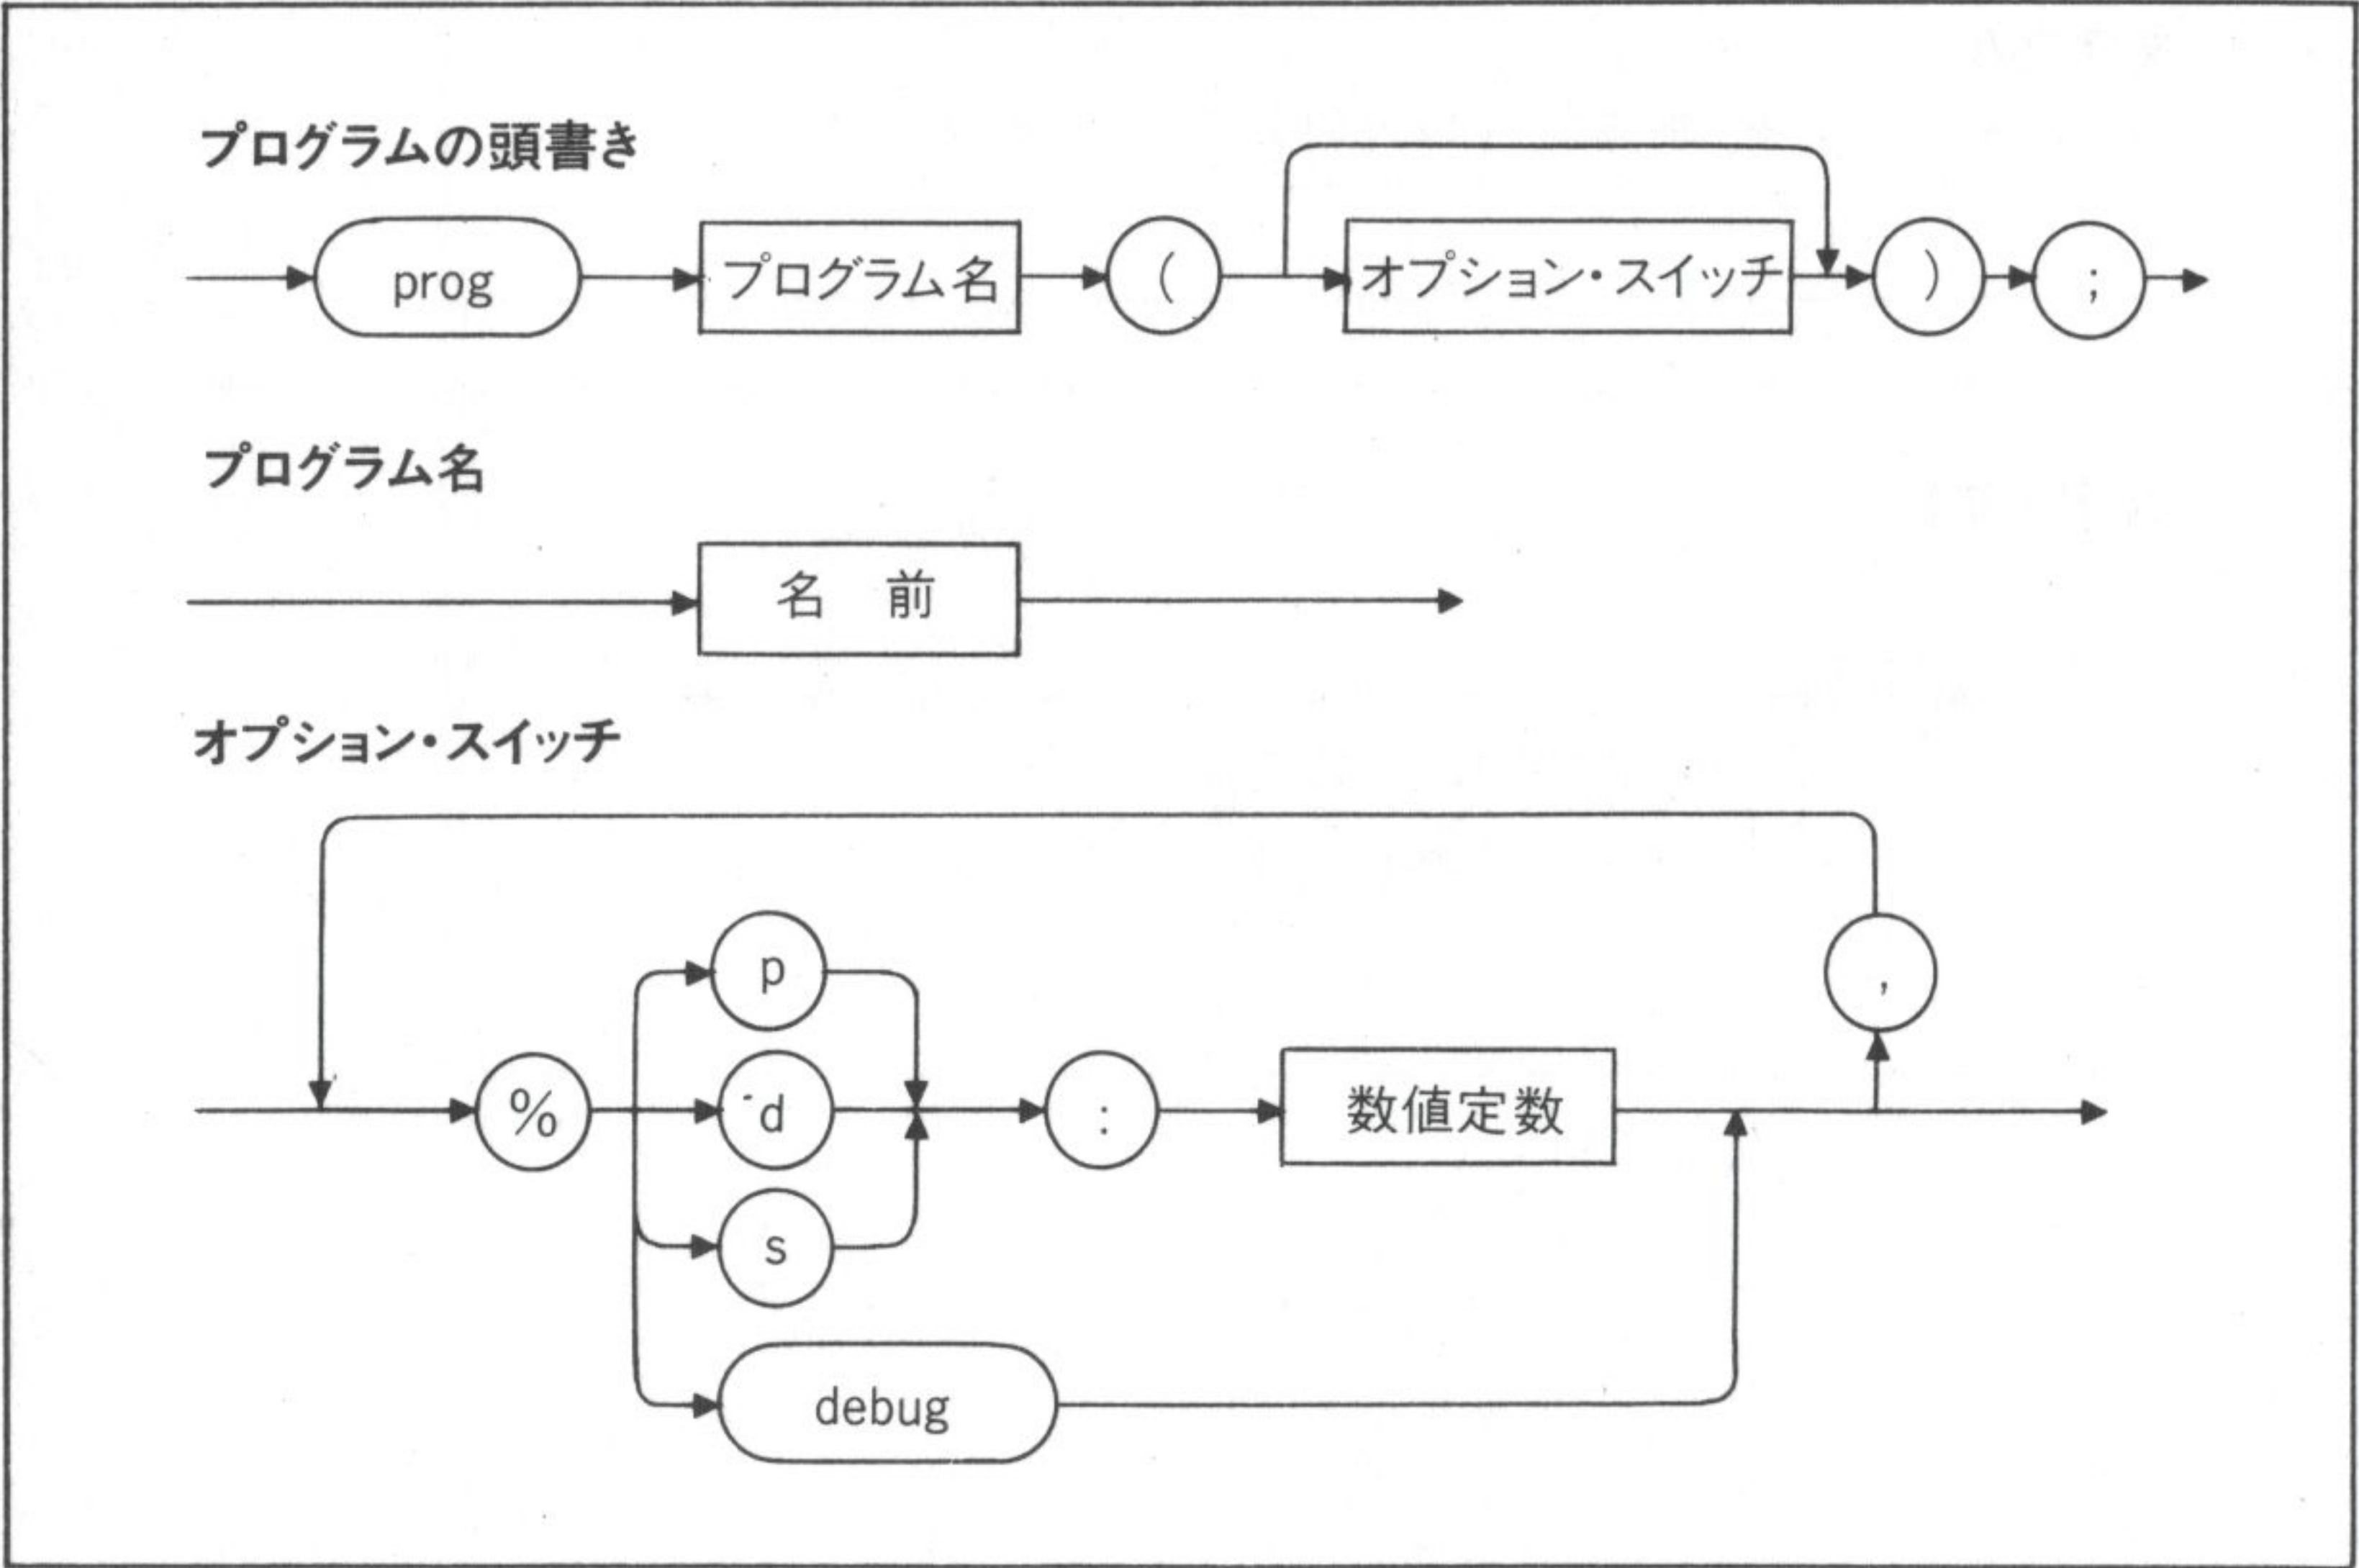 プログラムの頭書き
prog プログラム名 ( オプション・スイッチ ) ;
プログラム名
名 前
オプション・スイッチ
,
p
% d : 数値定数
s
debug